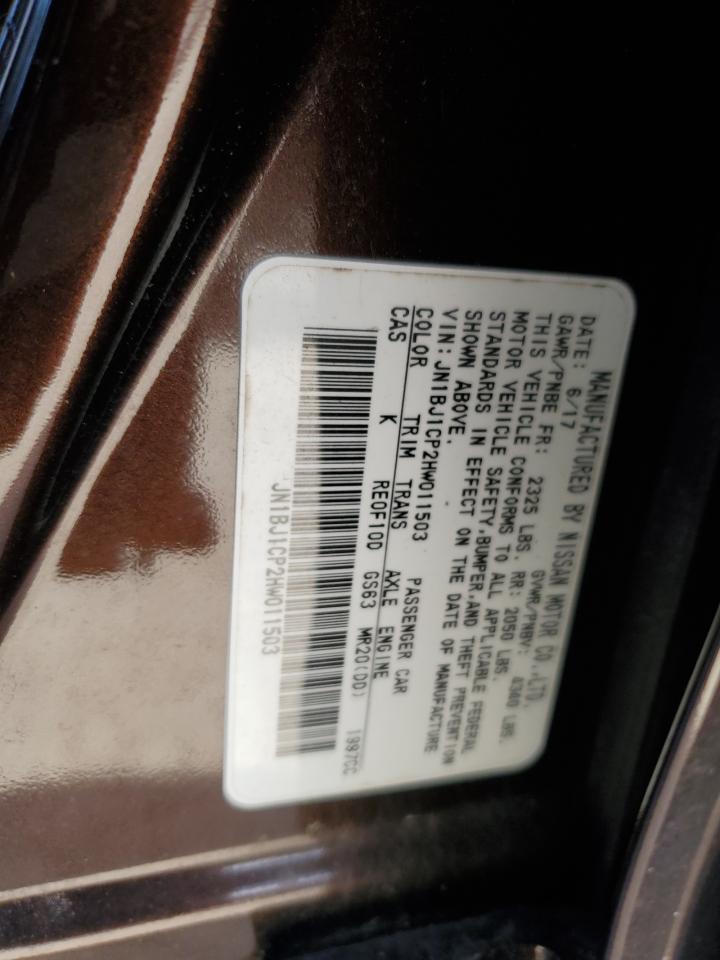 MANUFACTURED BY NISSAN MOTOR CO.,LTD.
DATE: 6/17 GVWR/PNBV: 4380 LBS.
GAWR/PNBE FR: 2325 LBS. RR: 2050 LBS.
THIS VEHICLE CONFORMS TO ALL APPLICABLE FEDERAL
MOTOR VEHICLE SAFETY,BUMPER,AND THEFT PREVENTION
STANDARDS IN EFFECT ON THE DATE OF MANUFACTURE
SHOWN ABOVE.
VIN:JN1BJ1CP2HW011503 PASSENGER CAR
COLOR TRIM TRANS AXLE ENGINE
CAS K RE0F10D GS63 MR20(DD) 1997CC
JN1BJ1CP2HW011503